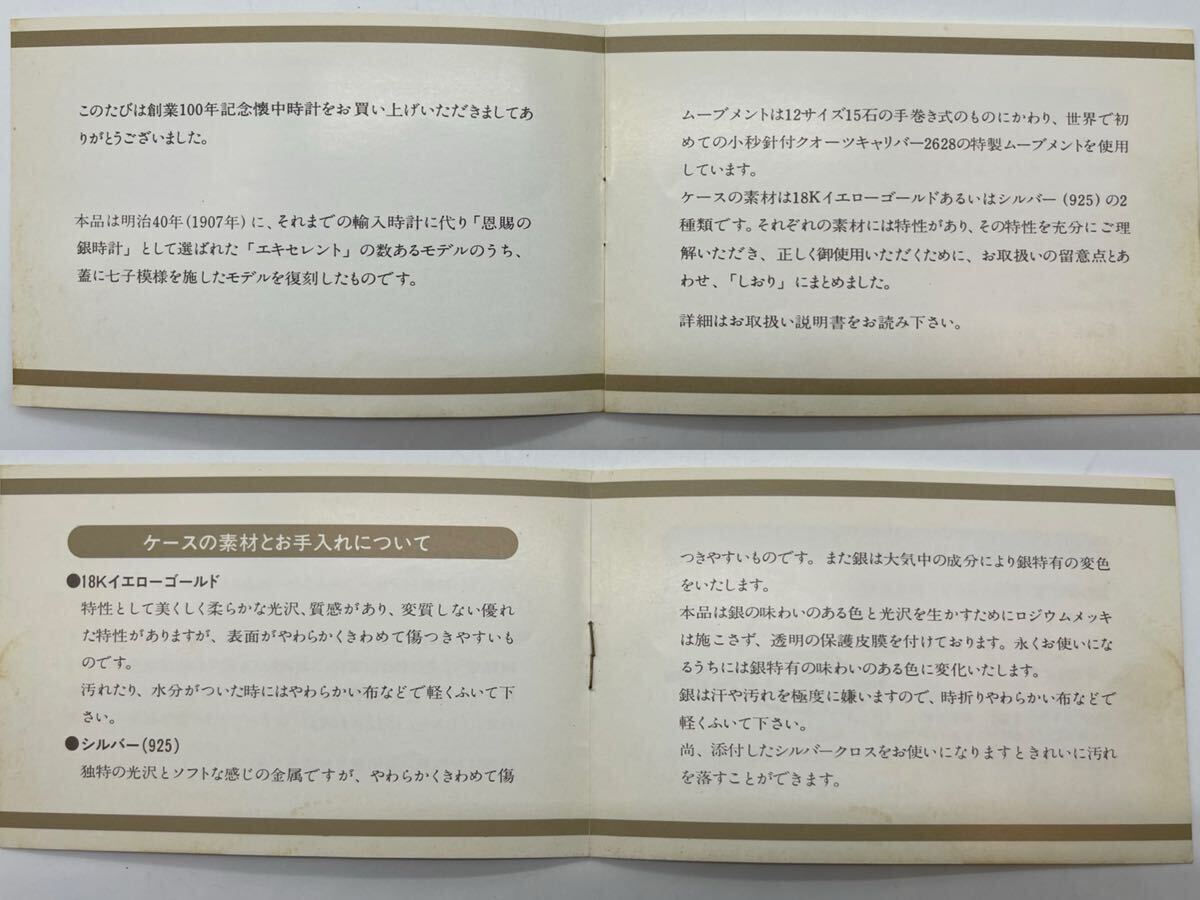 このたびは創業100年記念懐中時計をお買い上げいただきましてあ
りがとうございました。
本品は明治40年(1907年)に、それまでの輸入時計に代り「恩賜の
銀時計」として選ばれた「エキセレント」の数あるモデルのうち、
蓋に七子模様を施したモデルを復刻したものです。
ムーブメントは12サイズ15石の手巻き式のものにかわり、世界で初
めての小秒針付クオーツキャリバー2628の特製ムーブメントを使用
しています。
ケースの素材は18Kイエローゴールドあるいはシルバー(925)の2
種類です。それぞれの素材には特性があり、その特性を充分にご理
解いただき、正しく御使用いただくために、お取扱いの留意点とあ
わせ、「しおり」にまとめました。
詳細はお取扱い説明書をお読み下さい。
ケースの素材とお手入れについて
●18Kイエローゴールド
特性として美くしく柔らかな光沢、質感があり、変質しない優れ
た特性がありますが、表面がやわらかくきわめて傷つきやすいも
のです。
汚れたり、水分がついた時にはやわらかい布などで軽くふいて下
さい。
●シルバー(925)
独特の光沢とソフトな感じの金属ですが、やわらかくきわめて傷
つきやすいものです。また銀は大気中の成分により銀特有の変色
をいたします。
本品は銀の味わいのある色と光沢を生かすためにロジウムメッキ
は施こさず、透明の保護皮膜を付けております。永くお使いにな
るうちには銀特有の味わいのある色に変化いたします。
銀は汗や汚れを極度に嫌いますので、時折りやわらかい布などで
軽くふいて下さい。
尚、添付したシルバークロスをお使いになりますときれいに汚れ
を落すことができます。